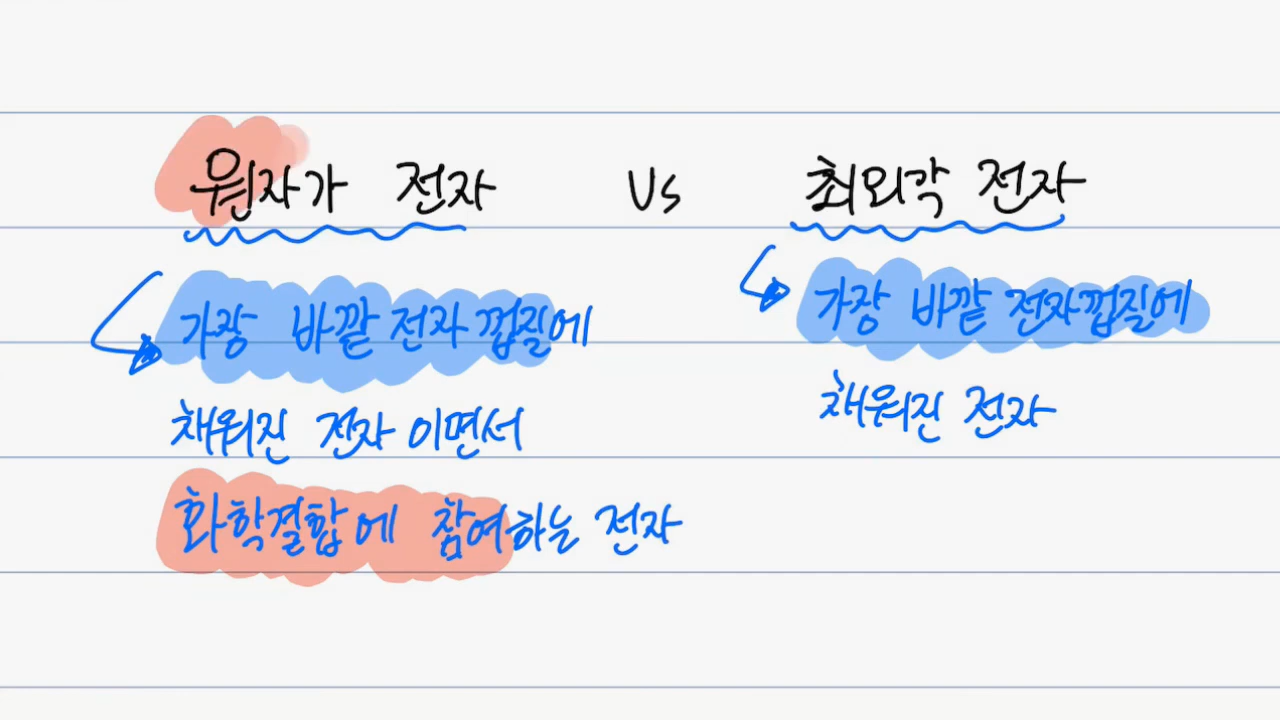 원자가 전자 vs 최외각 전자
가장 바깥 전자껍질에
채워진 전자 이면서
화학결합에 참여하는 전자
가장 바깥 전자껍질에
채워진 전자